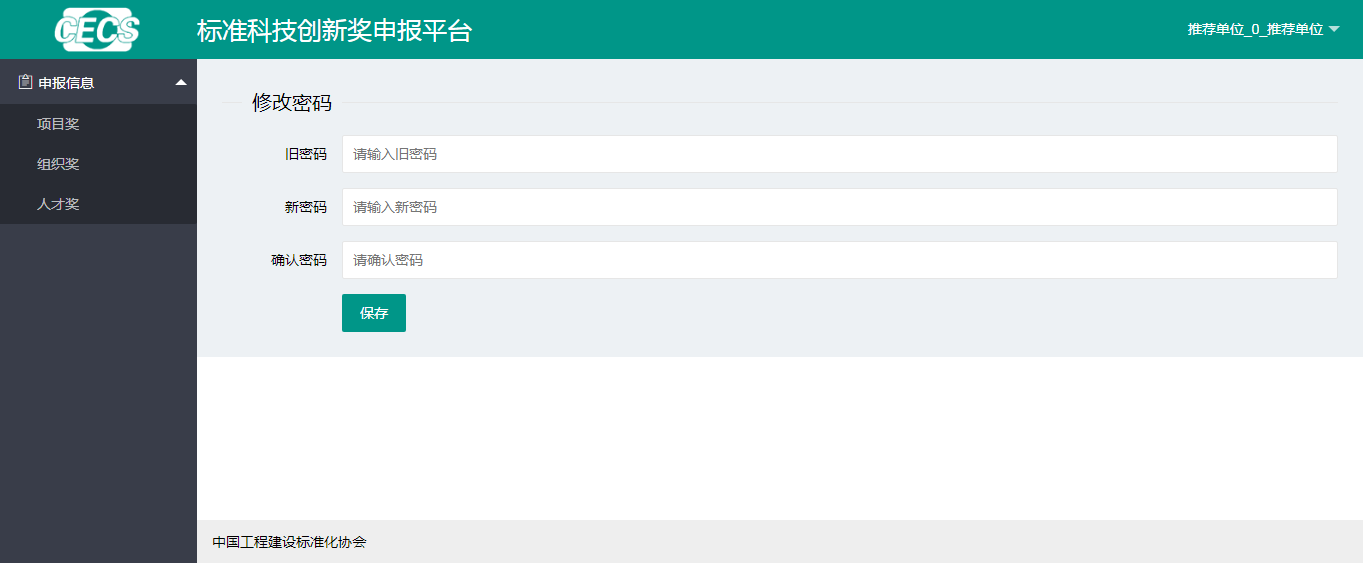 CECS
标准科技创新奖申报平台
推荐单位_0_推荐单位
申报信息
项目奖
组织奖
人才奖
修改密码
旧密码
请输入旧密码
新密码
请输入新密码
确认密码
请确认密码
保存
中国工程建设标准化协会